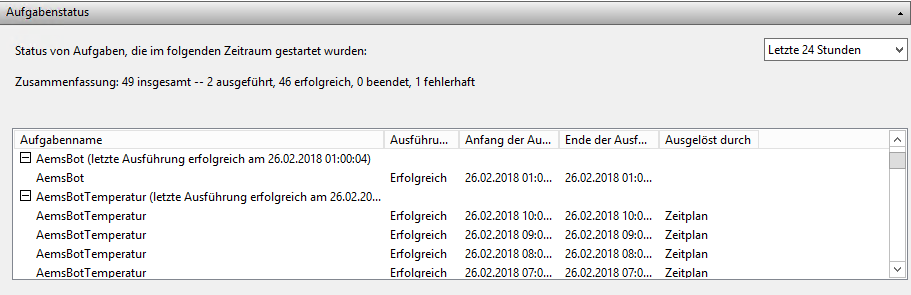 Aufgabenstatus
Status von Aufgaben, die im folgenden Zeitraum gestartet wurden:
Letzte 24 Stunden
Zusammenfassung: 49 insgesamt -- 2 ausgeführt, 46 erfolgreich, 0 beendet, 1 fehlerhaft
Aufgabenname Ausführu... Anfang der Au... Ende der Ausf... Ausgelöst durch
AemsBot (letzte Ausführung erfolgreich am 26.02.2018 01:00:04)
AemsBot Erfolgreich 26.02.2018 01:0... 26.02.2018 01:0...
AemsBotTemperatur (letzte Ausführung erfolgreich am 26.02.20...
AemsBotTemperatur Erfolgreich 26.02.2018 10:0... 26.02.2018 10:0... Zeitplan
AemsBotTemperatur Erfolgreich 26.02.2018 09:0... 26.02.2018 09:0... Zeitplan
AemsBotTemperatur Erfolgreich 26.02.2018 08:0... 26.02.2018 08:0... Zeitplan
AemsBotTemperatur Erfolgreich 26.02.2018 07:0... 26.02.2018 07:0... Zeitplan